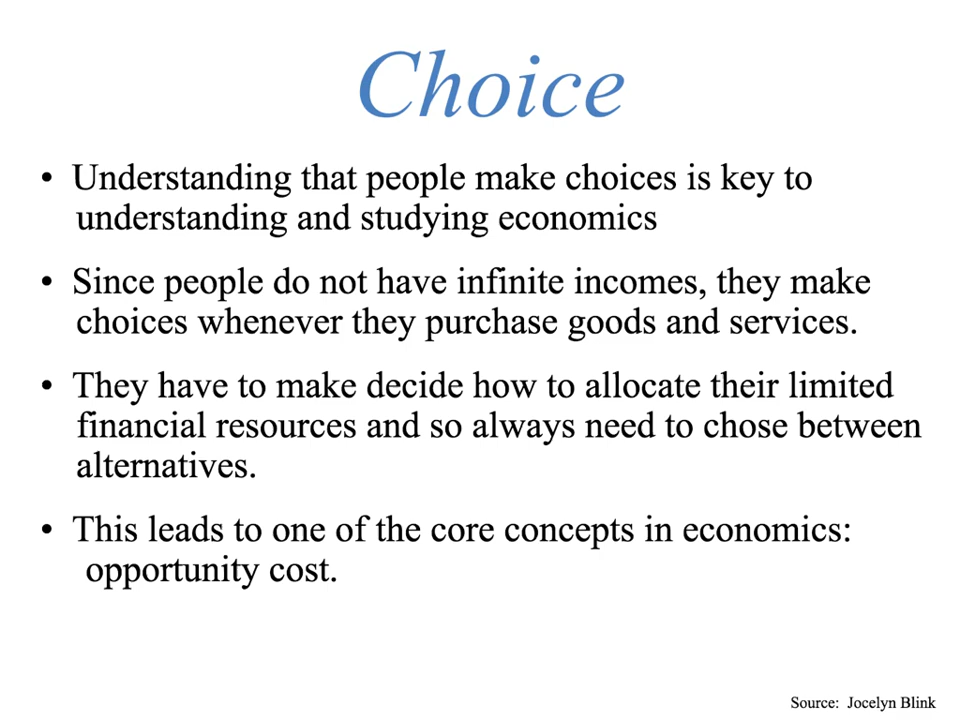 Choice
• Understanding that people make choices is key to
understanding and studying economics
• Since people do not have infinite incomes, they make
choices whenever they purchase goods and services.
• They have to make decide how to allocate their limited
financial resources and so always need to chose between
alternatives.
• This leads to one of the core concepts in economics:
opportunity cost.
Source: Jocelyn Blink